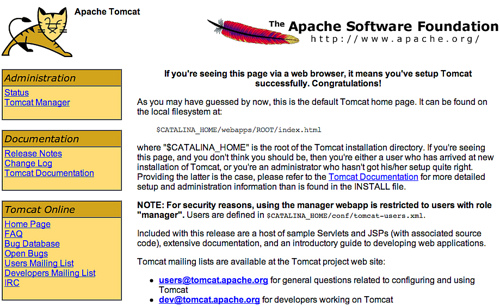 Apache Tomcat
The Apache Software Foundation
http://www.apache.org/
Administration
Status
Tomcat Manager
Documentation
Release Notes
Change Log
Tomcat Documentation
Tomcat Online
Home Page
FAQ
Bug Database
Open Bugs
Users Mailing List
Developers Mailing List
IRC
If you're seeing this page via a web browser, it means you've setup Tomcat
successfully. Congratulations!
As you may have guessed by now, this is the default Tomcat home page. It can be found on
the local filesystem at:
$CATALINA_HOME/webapps/ROOT/index.html
where "$CATALINA_HOME" is the root of the Tomcat installation directory. If you're seeing
this page, and you don't think you should be, then you're either a user who has arrived at new
installation of Tomcat, or you're an administrator who hasn't got his/her setup quite right.
Providing the latter is the case, please refer to the Tomcat Documentation for more detailed
setup and administration information than is found in the INSTALL file.
NOTE: For security reasons, using the manager webapp is restricted to users with role
"manager". Users are defined in $CATALINA_HOME/conf/tomcat-users.xml.
Included with this release are a host of sample Servlets and JSPs (with associated source
code), extensive documentation, and an introductory guide to developing web applications.
Tomcat mailing lists are available at the Tomcat project web site:
• users@tomcat.apache.org for general questions related to configuring and using
Tomcat
• dev@tomcat.apache.org for developers working on Tomcat